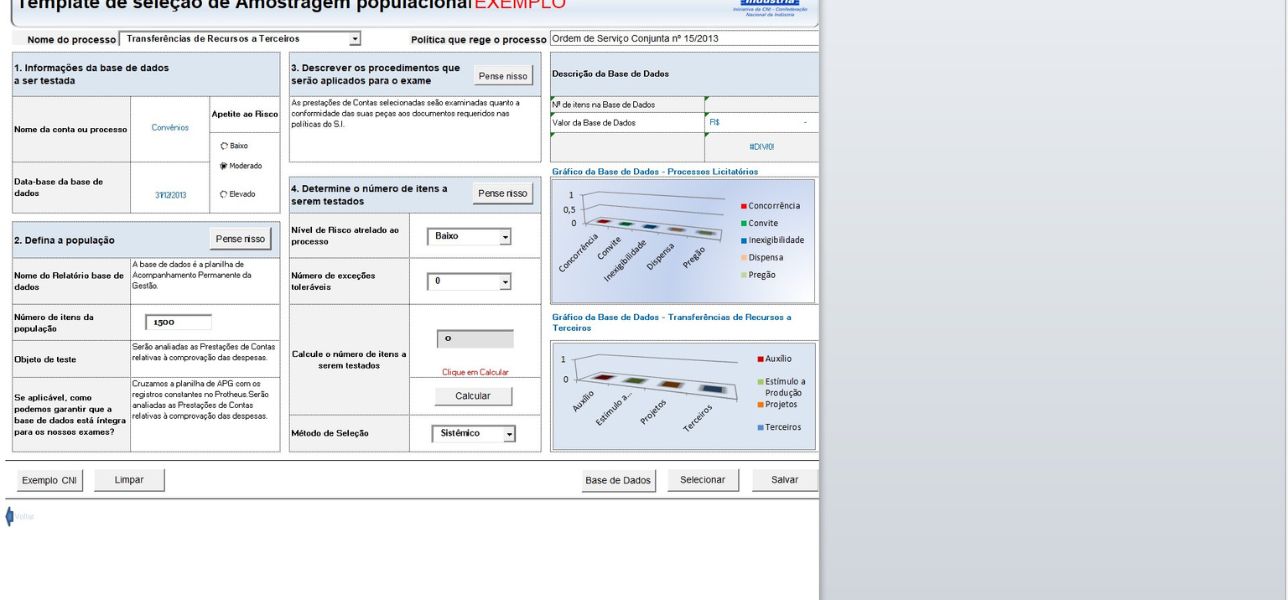 Template de seleção de Amostragem populacional EXEMPLO
Indústria
Iniciativa da CNI - Confederação
Nacional da Indústria
Nome do processo
Transferências de Recursos a Terceiros
Política que rege o processo
Ordem de Serviço Conjunta nº 15/2013
1. Informações da base de dados
a ser testada
Nome da conta ou processo
Convênios
Apetite ao Risco
Baixo
Moderado
Elevado
Data-base da base de
dados
31/12/2013
2. Defina a população
Pense nisso
Nome do Relatório base de
dados
A base de dados é a planilha de
Acompanhamento Permanente da
Gestão.
Número de itens da
população
1500
Objeto de teste
Serão analiadas as Prestações de Contas
relativas à comprovação das despesas.
Se aplicável, como
podemos garantir que a
base de dados está íntegra
para os nossos exames?
Cruzamos a planilha de APG com os
registros constantes no Protheus.Serão
analiadas as Prestações de Contas
relativas à comprovação das despesas.
3. Descrever os procedimentos que
serão aplicados para o exame
Pense nisso
As prestações de Contas selecionadas seão examinadas quanto a
conformidade das suas peças aos documentos requeridos nas
políticas do S.I.
4. Determine o número de itens a
serem testados
Pense nisso
Nível de Risco atrelado ao
processo
Baixo
Número de exceções
toleráveis
0
Calcule o número de itens a
serem testados
0
Clique em Calcular
Calcular
Método de Seleção
Sistêmico
Descrição da Base de Dados
Nº de itens na Base de Dados
Valor da Base de Dados
R$ -
#DIV/0!
Gráfico da Base de Dados - Processos Licitatórios
1
0,5
0
Concorrência
Convite
Inexigibilidade
Dispensa
Pregão
Concorrência
Convite
Inexigibilidade
Dispensa
Pregão
Gráfico da Base de Dados - Transferências de Recursos a
Terceiros
1
0
Auxílio
Estímulo a...
Projetos
Terceiros
Auxílio
Estímulo a
Produção
Projetos
Terceiros
Exemplo CNI
Limpar
Base de Dados
Selecionar
Salvar
Voltar